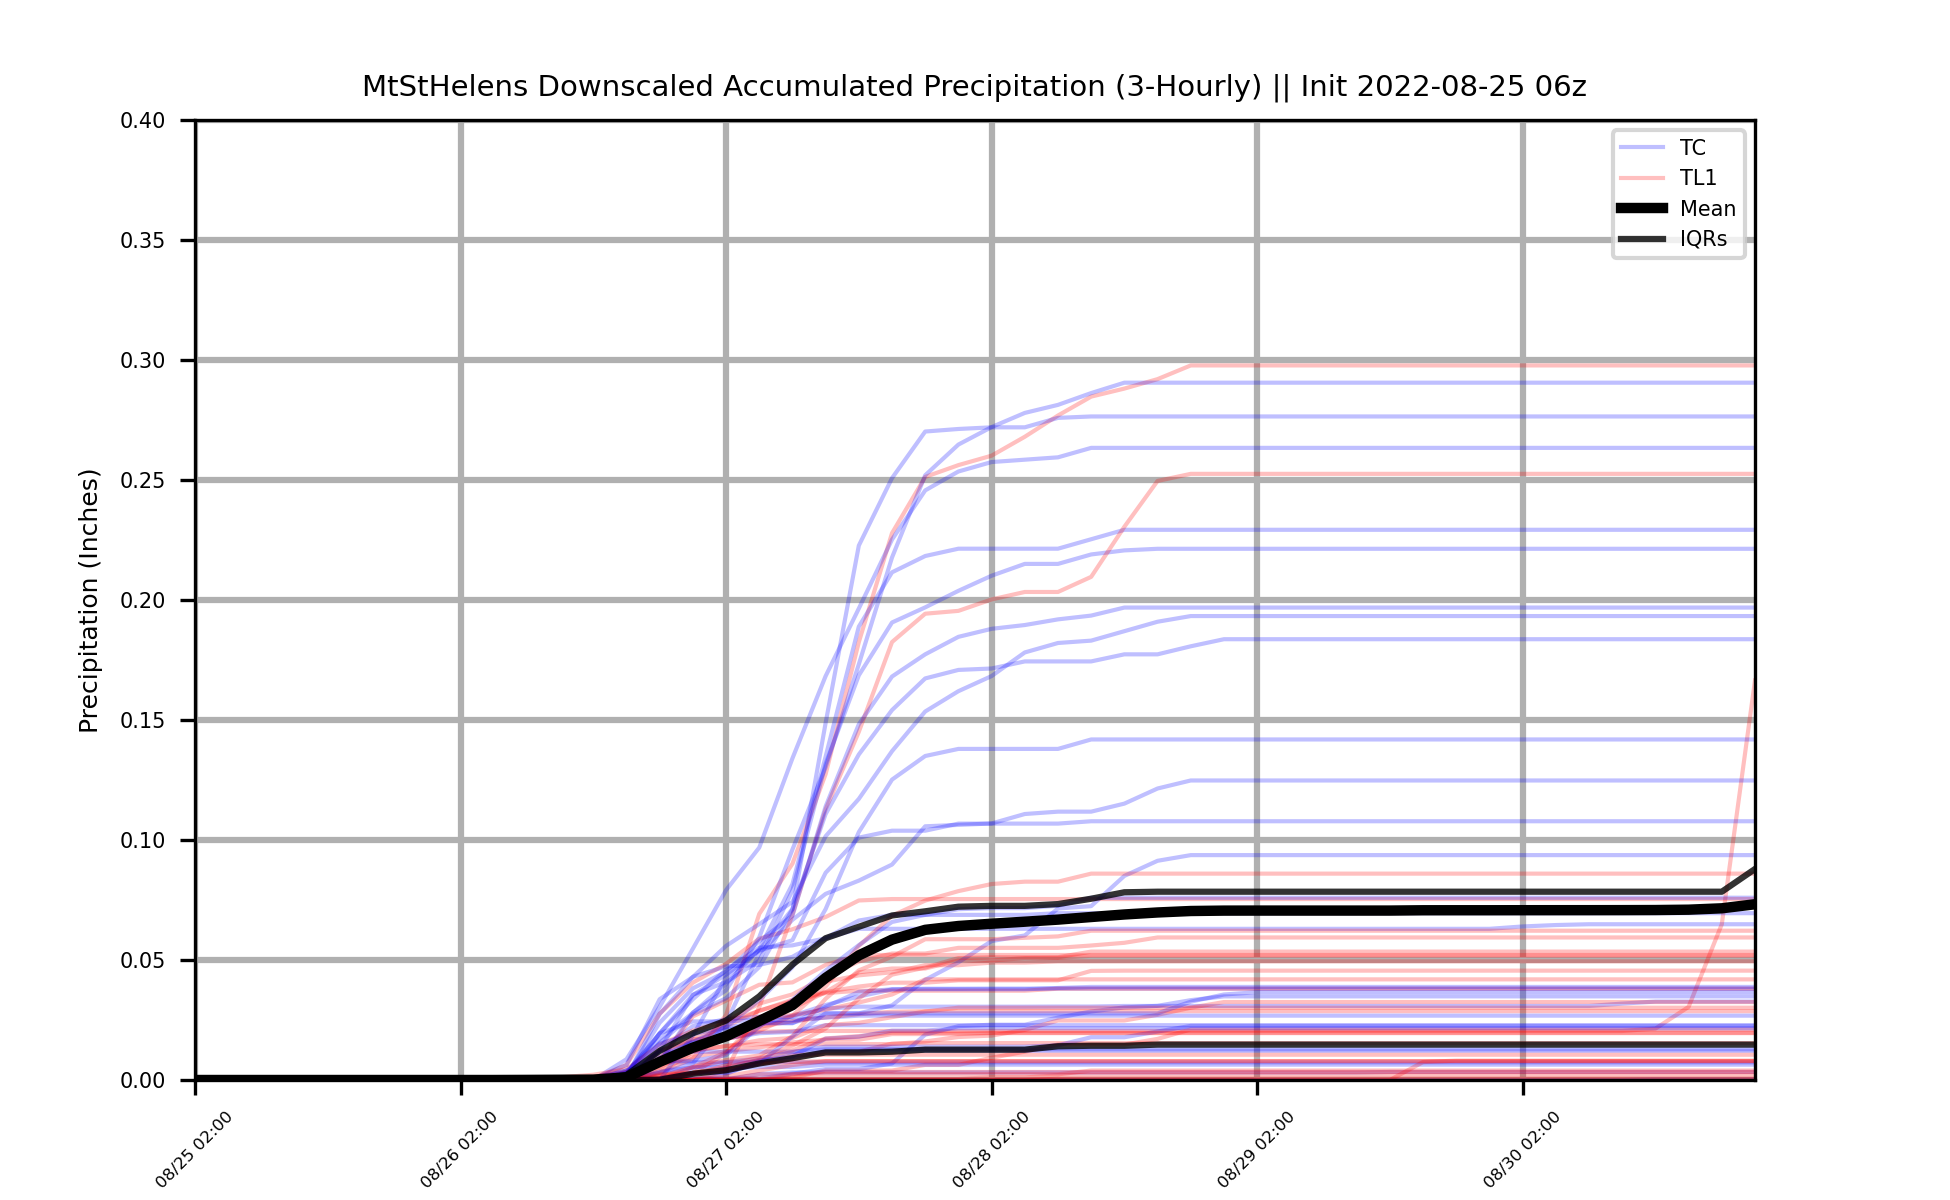 MtStHelens Downscaled Accumulated Precipitation (3-Hourly) || Init 2022-08-25 06z
Precipitation (Inches)
0.40
0.35
0.30
0.25
0.20
0.15
0.10
0.05
0.00
TC
TL1
Mean
IQRs
08/25 02:00
08/26 02:00
08/27 02:00
08/28 02:00
08/29 02:00
08/30 02:00